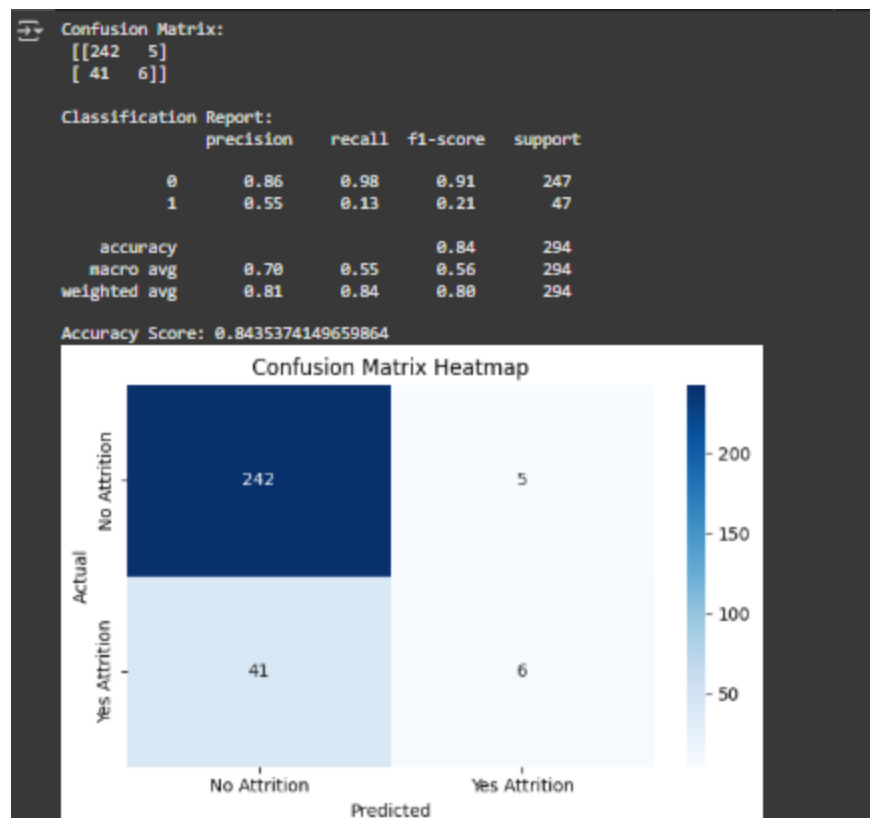 Confusion Matrix:
[[242 5]
[ 41 6]]
Classification Report:
precision recall f1-score support
0 0.86 0.98 0.91 247
1 0.55 0.13 0.21 47
accuracy 0.84 294
macro avg 0.70 0.55 0.56 294
weighted avg 0.81 0.84 0.80 294
Accuracy Score: 0.8435374149659864
Confusion Matrix Heatmap
No Attrition
Yes Attrition
Actual
242
5
41
6
200
150
100
50
No Attrition
Yes Attrition
Predicted